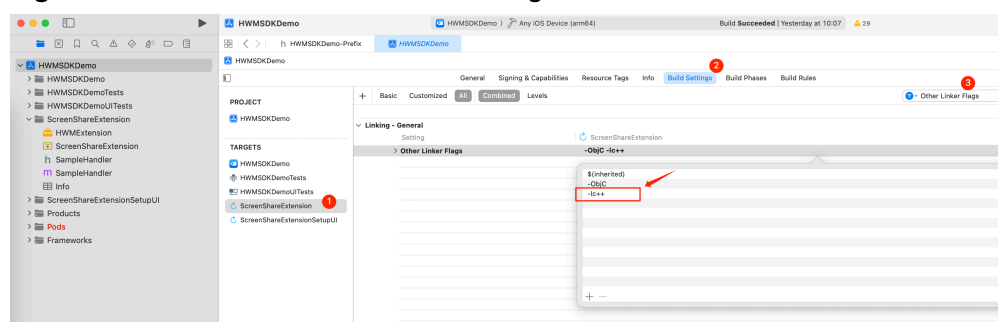 HWMSDKDemo
HWMSDKDemo
Any iOS Device (arm64)
Build Succeeded | Yesterday at 10:07
29
h HWMSDKDemo-Prefix
HWMSDKDemo
HWMSDKDemo
HWMSDKDemo
HWMSDKDemo
HWMSDKDemoTests
HWMSDKDemoUITests
ScreenShareExtension
HWMExtension
ScreenShareExtension
h SampleHandler
m SampleHandler
Info
ScreenShareExtensionSetupUI
Products
Pods
Frameworks
2
General Signing & Capabilities Resource Tags Info Build Settings Build Phases Build Rules
3
PROJECT
HWMSDKDemo
TARGETS
HWMSDKDemo
HWMSDKDemoTests
HWMSDKDemoUITests
ScreenShareExtension
1
ScreenShareExtensionSetupUI
+ Basic Customized All Combined Levels
Other Linker Flags
Linking - General
Setting ScreenShareExtension
Other Linker Flags -ObjC -lc++
$(inherited)
-ObjC
-lc++
+ −